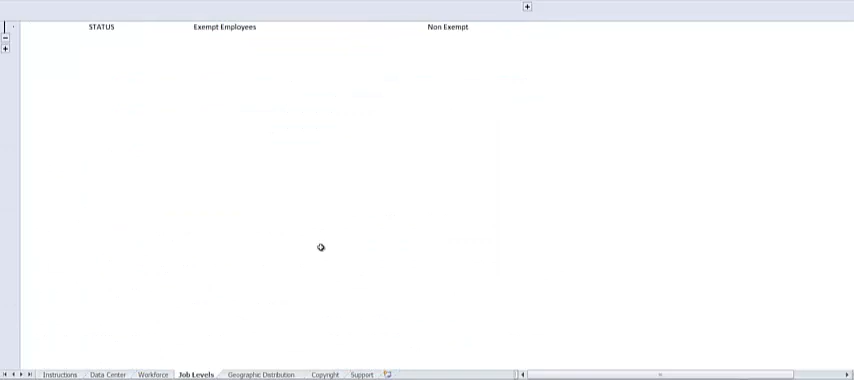 STATUS Exempt Employees Non Exempt
Instructions Data Center Workforce Job Levels Geographic Distribution Copyright Support